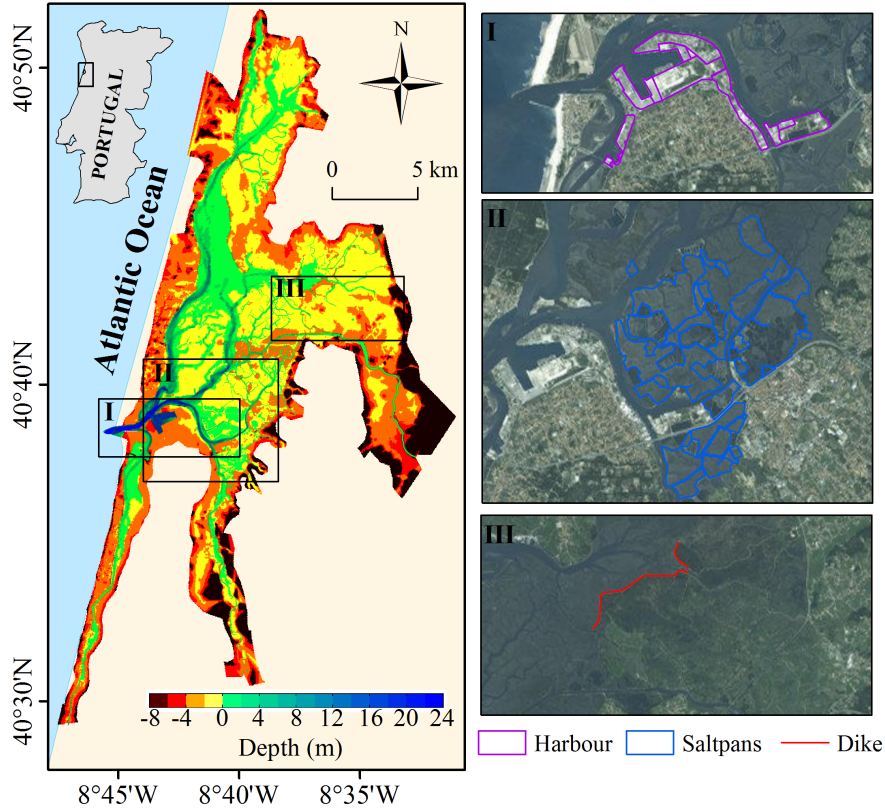 PORTUGAL
N
0 5 km
Atlantic Ocean
40°50'N
40°40'N
40°30'N
I
II
III
-8 -4 0 4 8 12 16 20 24
Depth (m)
8°45'W 8°40'W 8°35'W
I
II
III
Harbour Saltpans Dike